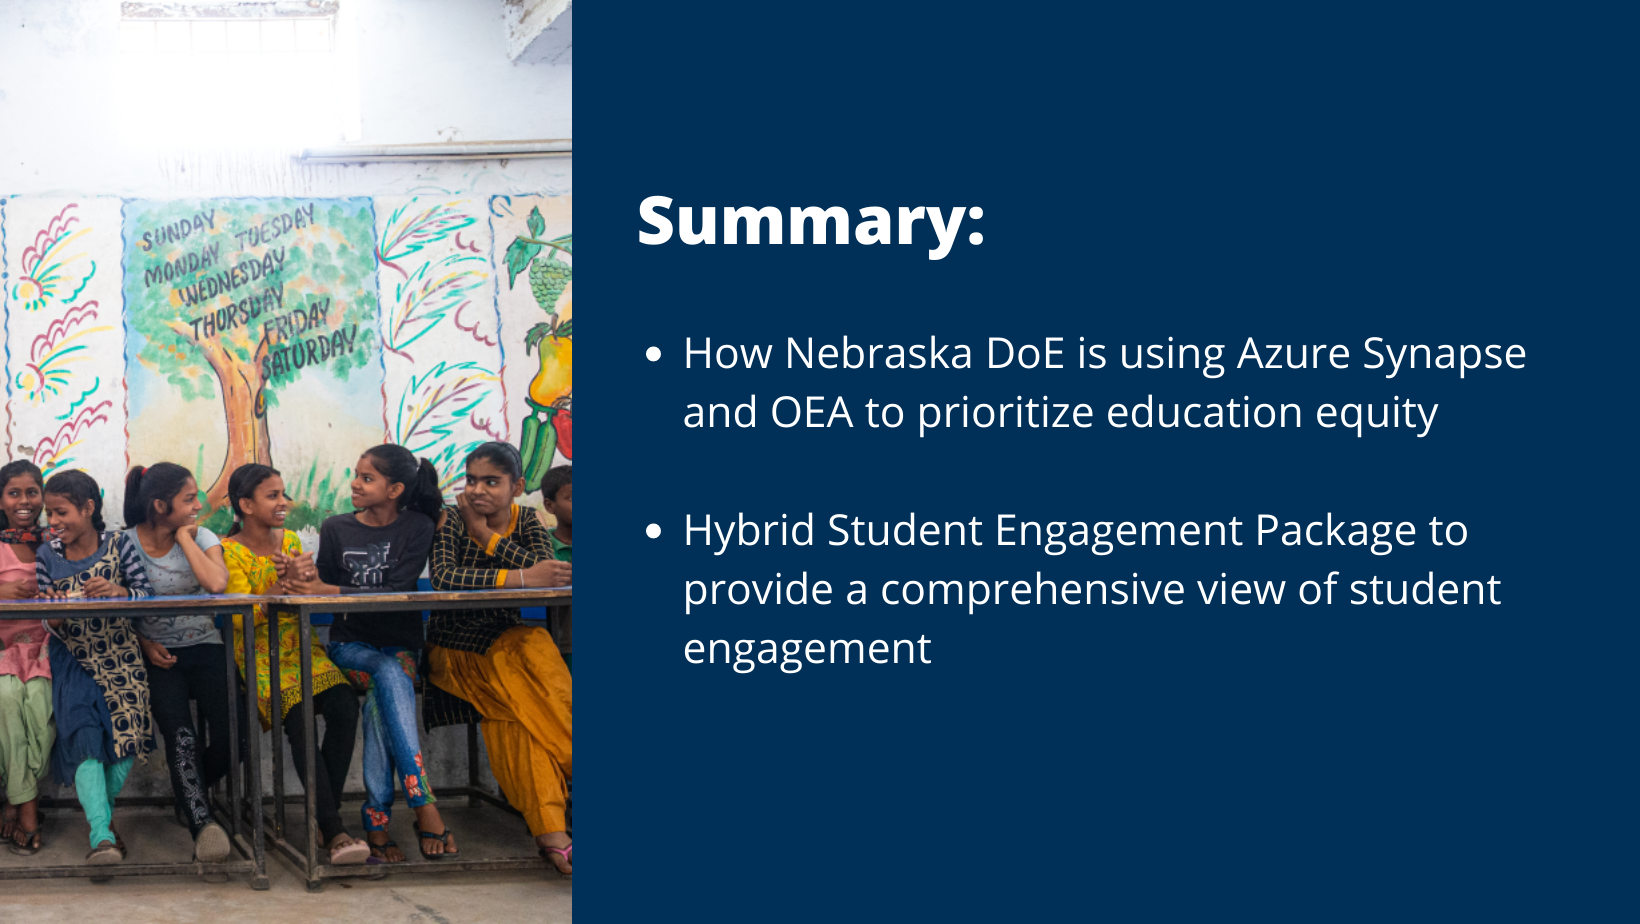 SUNDAY
MONDAY TUESDAY
WEDNESDAY
THORSDAY
FRIDAY
SATURDAY
Summary:
• How Nebraska DoE is using Azure Synapse
and OEA to prioritize education equity
• Hybrid Student Engagement Package to
provide a comprehensive view of student
engagement